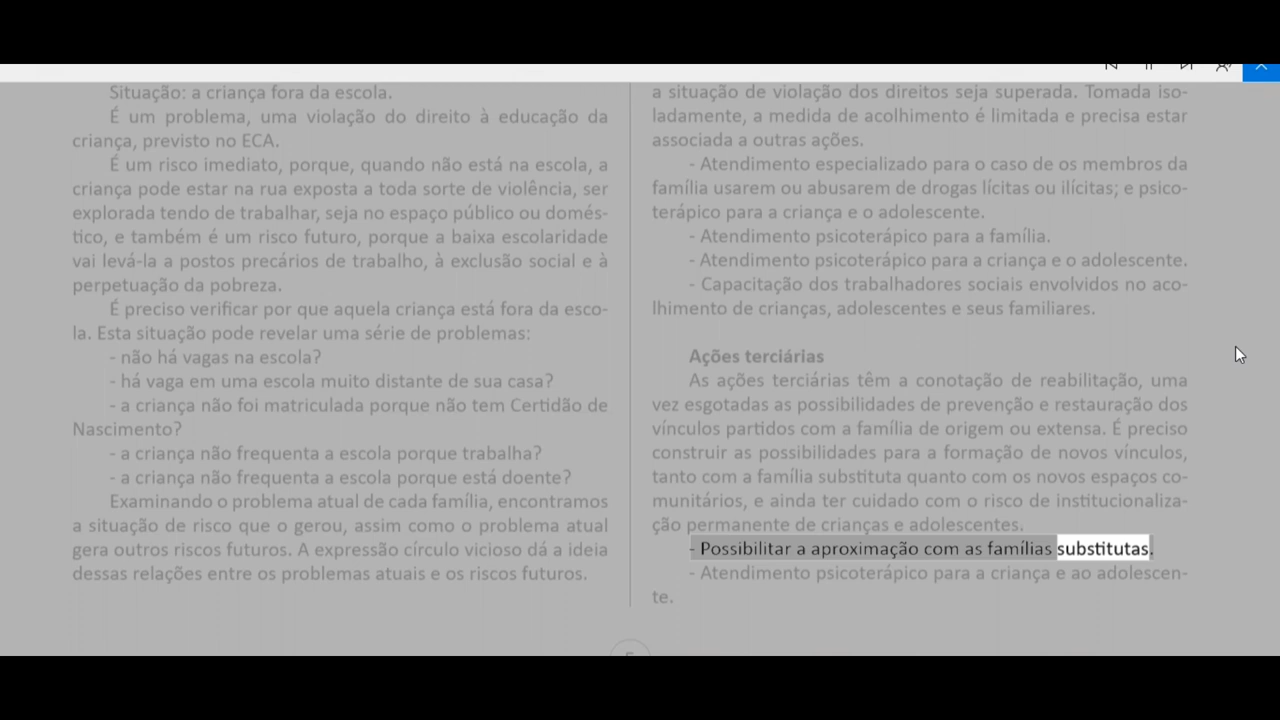 Situação: a criança fora da escola.
É um problema, uma violação do direito à educação da
criança, previsto no ECA.
É um risco imediato, porque, quando não está na escola, a
criança pode estar na rua exposta a toda sorte de violência, ser
explorada tendo de trabalhar, seja no espaço público ou domés-
tico, e também é um risco futuro, porque a baixa escolaridade
vai levá-la a postos precários de trabalho, à exclusão social e à
perpetuação da pobreza.
É preciso verificar por que aquela criança está fora da esco-
la. Esta situação pode revelar uma série de problemas:
- não há vagas na escola?
- há vaga em uma escola muito distante de sua casa?
- a criança não foi matriculada porque não tem Certidão de
Nascimento?
- a criança não frequenta a escola porque trabalha?
- a criança não frequenta a escola porque está doente?
Examinando o problema atual de cada família, encontramos
a situação de risco que o gerou, assim como o problema atual
gera outros riscos futuros. A expressão círculo vicioso dá a ideia
dessas relações entre os problemas atuais e os riscos futuros.
a situação de violação dos direitos seja superada. Tomada iso-
ladamente, a medida de acolhimento é limitada e precisa estar
associada a outras ações.
- Atendimento especializado para o caso de os membros da
família usarem ou abusarem de drogas lícitas ou ilícitas; e psico-
terápico para a criança e o adolescente.
- Atendimento psicoterápico para a família.
- Atendimento psicoterápico para a criança e o adolescente.
- Capacitação dos trabalhadores sociais envolvidos no aco-
lhimento de crianças, adolescentes e seus familiares.
Ações terciárias
As ações terciárias têm a conotação de reabilitação, uma
vez esgotadas as possibilidades de prevenção e restauração dos
vínculos partidos com a família de origem ou extensa. É preciso
construir as possibilidades para a formação de novos vínculos,
tanto com a família substituta quanto com os novos espaços co-
munitários, e ainda ter cuidado com o risco de institucionaliza-
ção permanente de crianças e adolescentes.
- Possibilitar a aproximação com as famílias substitutas.
- Atendimento psicoterápico para a criança e ao adolescen-
te.